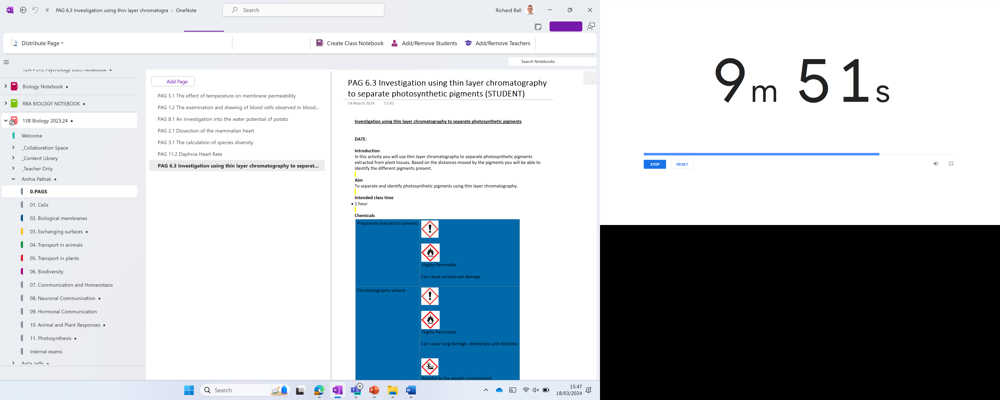 PAG 6.3 Investigation using thin layer chromatogra - OneNote
Search
Richard Ball
Distribute Page
Create Class Notebook
Add/Remove Students
Add/Remove Teachers
Search Notebooks
12A-PSY2 Psychology 2023 Notebook
Biology Notebook
RBA BIOLOGY NOTEBOOK
13B Biology 2023.24
Welcome
_Collaboration Space
_Content Library
_Teacher Only
Arshia Pathak
0.PAGS
01. Cells
02. Biological membranes
03. Exchanging surfaces
04. Transport in animals
05. Transport in plants
06. Biodiversity
07. Communication and Homeostasis
08. Neuronal Communication
09. Hormonal Communication
10. Animal and Plant Responses
11. Photosynthesis
Internal exams
Bella Jeffs
Add Page
PAG 5.1 The effect of temperature on membrane permeability
PAG 1.2 The examination and drawing of blood cells observed in blood...
PAG 8.1 An investigation into the water potential of potato
PAG 2.1 Dissection of the mammalian heart
PAG 3.1 The calculation of species diversity
PAG 11.2 Daphnia Heart Rate
PAG 6.3 Investigation using thin layer chromatography to separat...
PAG 6.3 Investigation using thin layer chromatography
to separate photosynthetic pigments (STUDENT)
14 March 2024 13:42
Investigation using thin layer chromatography to separate photosynthetic pigments
DATE:
Introduction
In this activity you will use thin layer chromatography to separate photosynthetic pigments
extracted from plant tissues. Based on the distances moved by the pigments you will be able to
identify the different pigments present.
Aim
To separate and identify photosynthetic pigments using thin layer chromatography.
Intended class time
• 1 hour
Chemicals
Propanone (extraction solvent)
Highly flammable
Can cause serious eye damage
Chromatography solvent
Highly flammable
Can cause lung damage, drowsiness and dizziness
Harmful to the aquatic environment
9m 51s
STOP
RESET
Search
NEW
15:47
18/03/2024